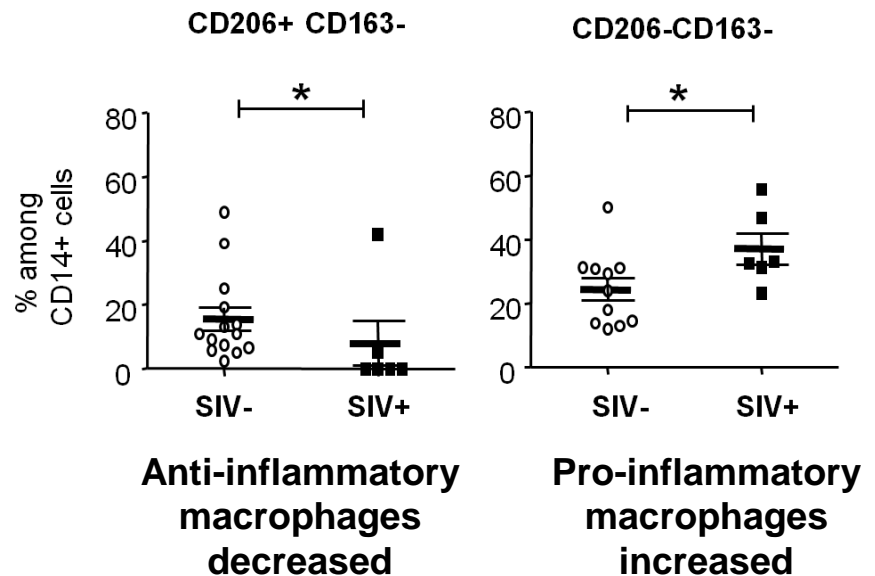 CD206+ CD163-
CD206-CD163-
*
*
% among
CD14+ cells
80
60
40
20
0
80
60
40
20
0
SIV-
SIV+
SIV-
SIV+
Anti-inflammatory
macrophages
decreased
Pro-inflammatory
macrophages
increased